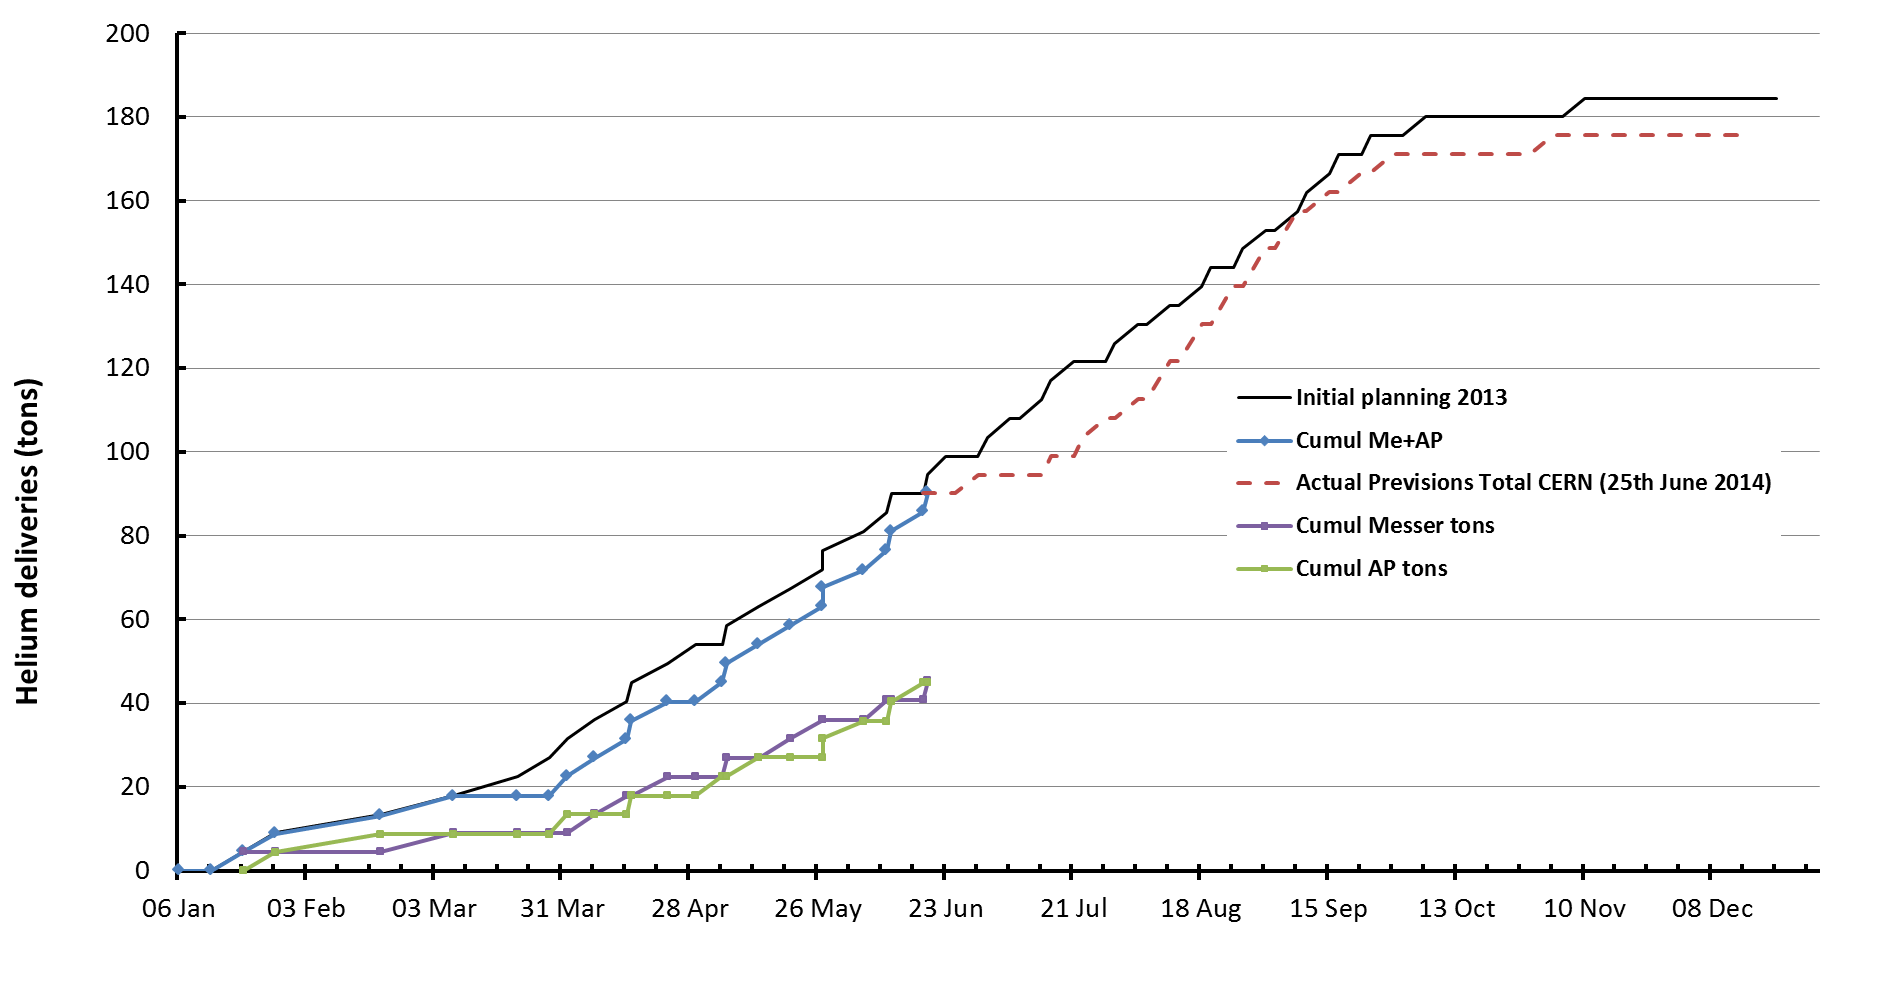 200
180
160
140
120
100
80
60
40
20
0
Helium deliveries (tons)
Initial planning 2013
Cumul Me+AP
Actual Previsions Total CERN (25th June 2014)
Cumul Messer tons
Cumul AP tons
06 Jan 03 Feb 03 Mar 31 Mar 28 Apr 26 May 23 Jun 21 Jul 18 Aug 15 Sep 13 Oct 10 Nov 08 Dec